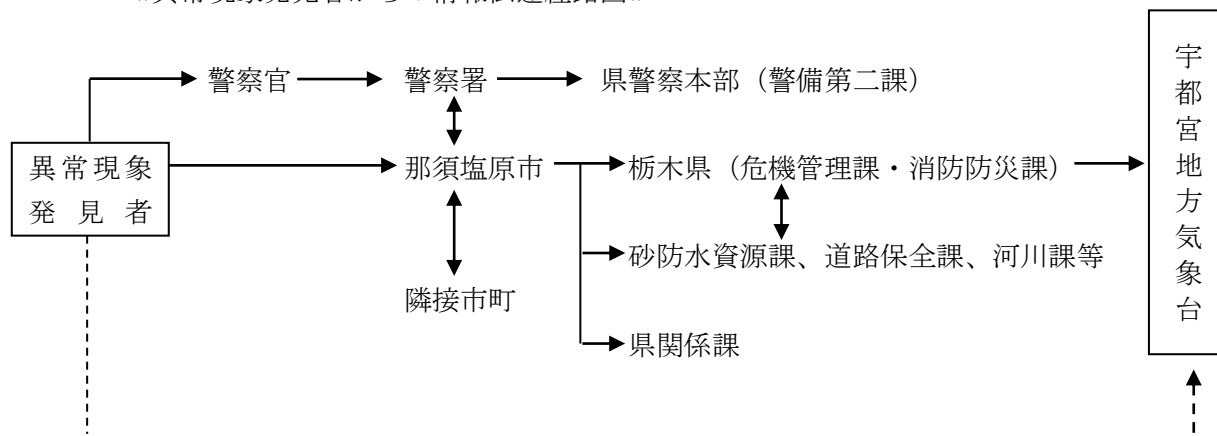 警察官
警察署
県警察本部（警備第二課）
異常現象
発見者
那須塩原市
栃木県（危機管理課・消防防災課）
砂防水資源課、道路保全課、河川課等
隣接市町
県関係課
宇都宮地方気象台